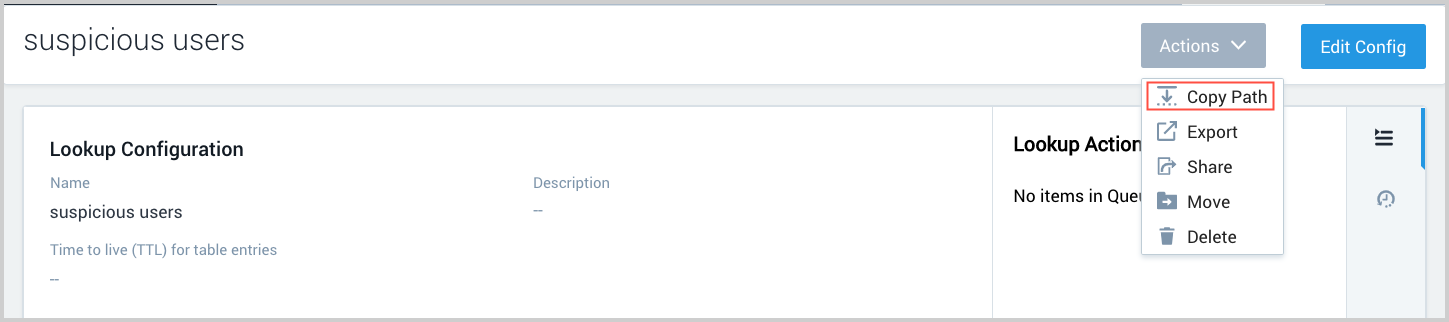 suspicious users
Actions
Edit Config
Copy Path
Export
Share
Move
Delete
Lookup Configuration
Name
suspicious users
Description
--
Time to live (TTL) for table entries
--
Lookup Action
No items in Queu